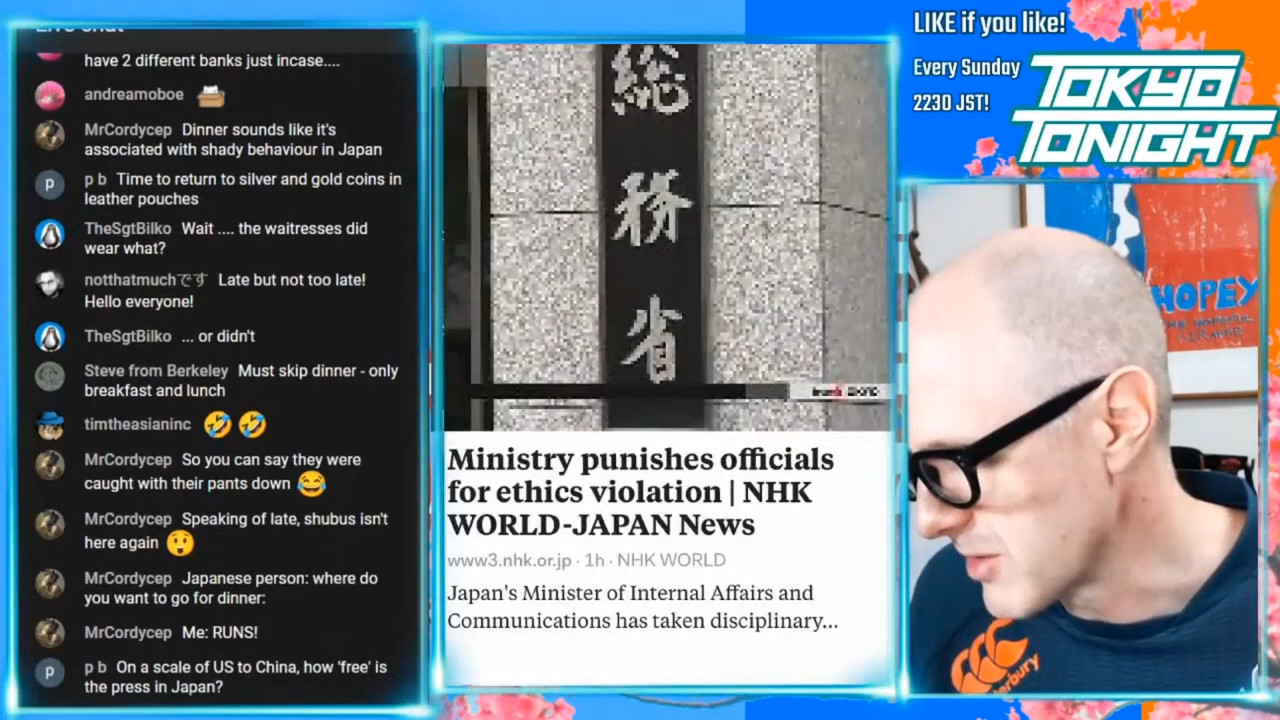 have 2 different banks just incase....
andreamoboe
MrCordycep Dinner sounds like it's
associated with shady behaviour in Japan
P
p b Time to return to silver and gold coins in
leather pouches
TheSgtBilko Wait .... the waitresses did
wear what?
notthatmuchです Late but not too late!
Hello everyone!
TheSgtBilko ... or didn't
Steve from Berkeley Must skip dinner - only
breakfast and lunch
timtheasianinc
MrCordycep So you can say they were
caught with their pants down
MrCordycep Speaking of late, shubus isn't
here again
MrCordycep Japanese person: where do
you want to go for dinner:
MrCordycep Me: RUNS!
P
p b On a scale of US to China, how 'free' is
the press in Japan?
総
務
省
Ministry punishes officials
for ethics violation | NHK
WORLD-JAPAN News
www3.nhk.or.jp · 1h · NHK WORLD
Japan's Minister of Internal Affairs and
Communications has taken disciplinary...
LIKE if you like!
Every Sunday
2230 JST!
TOKYO
TONIGHT
HOPEY